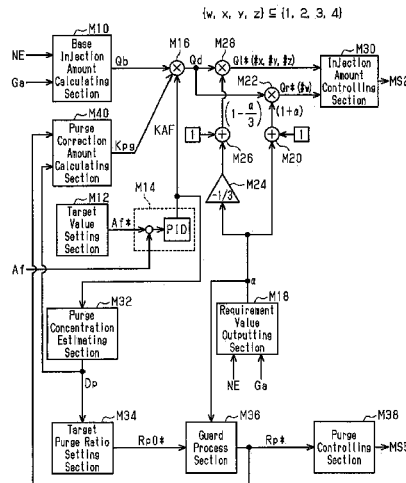 {w, x, y, z} ⊆ {1, 2, 3, 4}
M10
Base Injection Amount Calculating Section
NE
Ga
Qb
M16
Qd
M28
Ql* (#x, #y, #z)
M30
Injection Amount Controlling Section
M22
Qr* (#w)
M40
Purge Correction Amount Calculating Section
Kpg
KAF
(1 - α/3)
(1+α)
1
1
M26
M20
M12
Target Value Setting Section
Af*
M14
PID
M24
-1/3
Af
α
M32
Purge Concentration Estimating Section
M18
Requirement Value Outputting Section
NE
Ga
Dp
M34
Target Purge Ratio Setting Section
Rp0*
M36
Guard Process Section
Rp*
M38
Purge Controlling Section